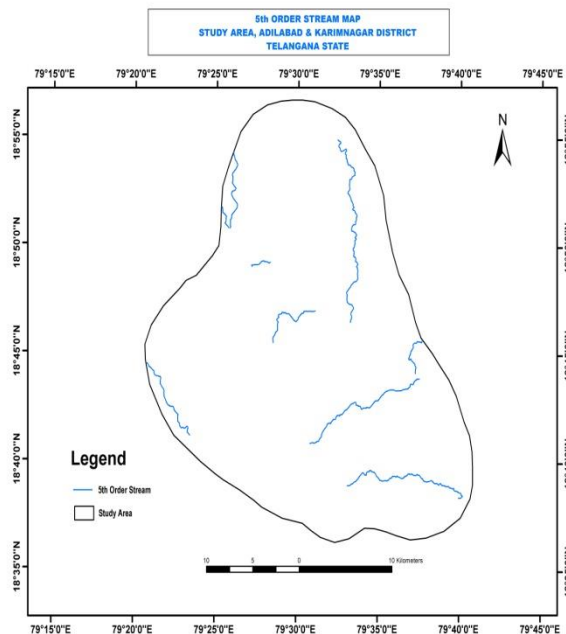 5th ORDER STREAM MAP
STUDY AREA, ADILABAD & KARIMNAGAR DISTRICT
TELANGANA STATE
79°15'0"E 79°20'0"E 79°25'0"E 79°30'0"E 79°35'0"E 79°40'0"E 79°45'0"E
N
18°55'0"N
18°50'0"N
18°45'0"N
18°40'0"N
18°35'0"N
Legend
5th Order Stream
Study Area
10 5 0 10 Kilometers
79°15'0"E 79°20'0"E 79°25'0"E 79°30'0"E 79°35'0"E 79°40'0"E 79°45'0"E